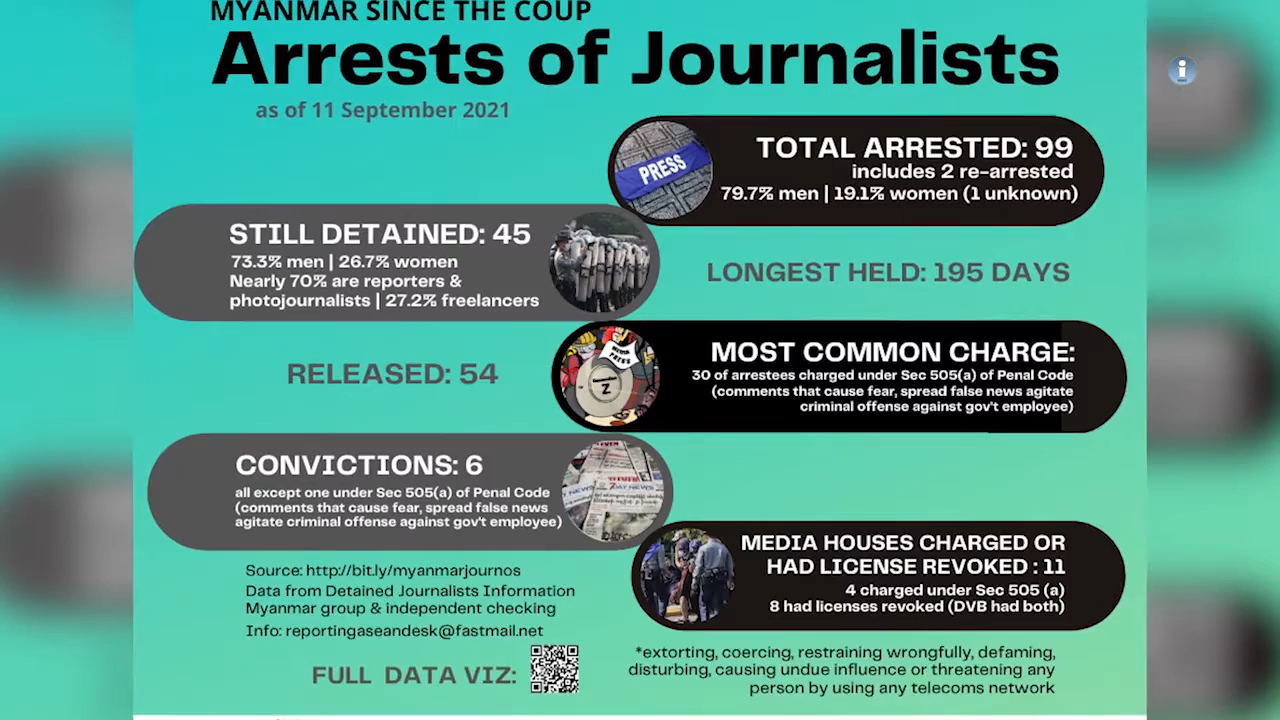 MYANMAR SINCE THE COUP
Arrests of Journalists
as of 11 September 2021
TOTAL ARRESTED: 99
includes 2 re-arrested
79.7% men | 19.1% women (1 unknown)
PRESS
STILL DETAINED: 45
73.3% men | 26.7% women
Nearly 70% are reporters &
photojournalists | 27.2% freelancers
LONGEST HELD: 195 DAYS
MOST COMMON CHARGE:
30 of arrestees charged under Sec 505(a) of Penal Code
(comments that cause fear, spread false news agitate
criminal offense against gov't employee)
RELEASED: 54
CONVICTIONS: 6
all except one under Sec 505(a) of Penal Code
(comments that cause fear, spread false news
agitate criminal offense against gov't employee)
MEDIA HOUSES CHARGED OR
HAD LICENSE REVOKED : 11
4 charged under Sec 505 (a)
8 had licenses revoked (DVB had both)
Source: http://bit.ly/myanmarjournos
Data from Detained Journalists Information
Myanmar group & independent checking
Info: reportingaseandesk@fastmail.net
FULL DATA VIZ:
*extorting, coercing, restraining wrongfully, defaming,
disturbing, causing undue influence or threatening any
person by using any telecoms network